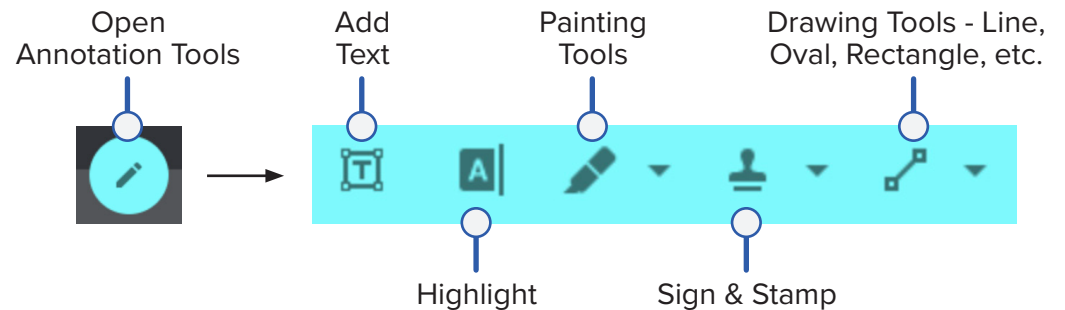 Open
Annotation Tools
Add
Text
Painting
Tools
Drawing Tools - Line,
Oval, Rectangle, etc.
T
A
Highlight
Sign & Stamp